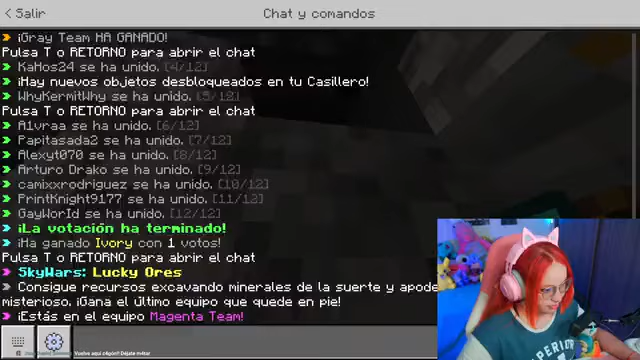 < Salir
Chat y comandos
> ¡Gray Team HA GANADO!
Pulsa T o RETORNO para abrir el chat
> KaHos24 se ha unido. [4/12]
> ¡Hay nuevos objetos desbloqueados en tu Casillero!
> WhyKermitWhy se ha unido. [5/12]
Pulsa T o RETORNO para abrir el chat
> A1vraa se ha unido. [6/12]
> Papitasada2 se ha unido. [7/12]
> Alexyt070 se ha unido. [8/12]
> Arturo Drako se ha unido. [9/12]
> camixxrodriguez se ha unido. [10/12]
> PrintKnight9177 se ha unido. [11/12]
> GayWorld se ha unido. [12/12]
> ¡La votación ha terminado!
> ¡Ha ganado Ivory con 1 votos!
Pulsa T o RETORNO para abrir el chat
> SkyWars: Lucky Ores
> Consigue recursos excavando minerales de la suerte y apode
misterioso. ¡Gana el último equipo que quede en pie!
> ¡Estás en el equipo Magenta Team!
SUPERIOR